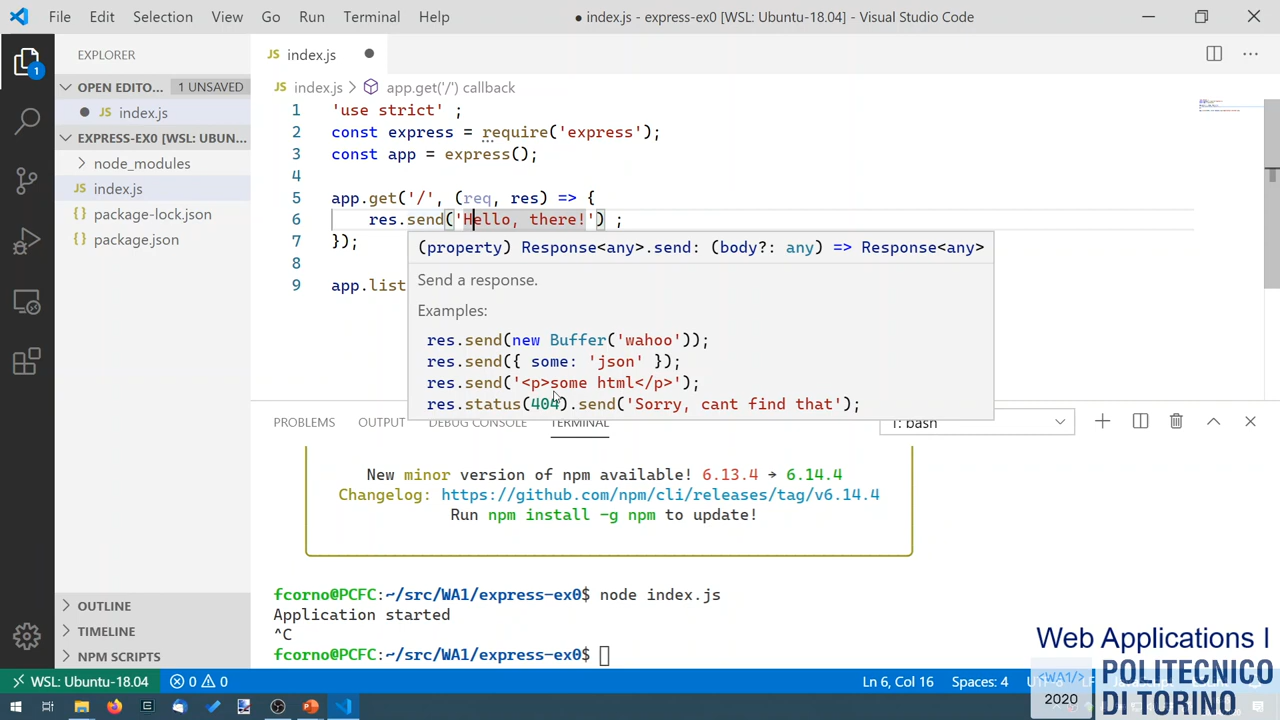 File Edit Selection View Go Run Terminal Help ● index.js - express-ex0 [WSL: Ubuntu-18.04] - Visual Studio Code
EXPLORER
JS index.js
OPEN EDITO... 1 UNSAVED
index.js
EXPRESS-EX0 [WSL: UBUN...
node_modules
JS index.js
{} package-lock.json
{} package.json
OUTLINE
TIMELINE
NPM SCRIPTS
1
JS index.js > app.get('/') callback
1 'use strict' ;
2 const express = require('express');
3 const app = express();
4
5 app.get('/', (req, res) => {
6 res.send('Hello, there!') ;
7 });
8
9 app.list
(property) Response<any>.send: (body?: any) => Response<any>
Send a response.
Examples:
res.send(new Buffer('wahoo'));
res.send({ some: 'json' });
res.send('<p>some html</p>');
res.status(404).send('Sorry, cant find that');
PROBLEMS OUTPUT DEBUG CONSOLE TERMINAL 1: bash
New minor version of npm available! 6.13.4 → 6.14.4
Changelog: https://github.com/npm/cli/releases/tag/v6.14.4
Run npm install -g npm to update!
fcorno@PCFC:~/src/WA1/express-ex0$ node index.js
Application started
^C
fcorno@PCFC:~/src/WA1/express-ex0$
Web Applications I
<WA1/>
2020
POLITECNICO
DI TORINO
WSL: Ubuntu-18.04 0 0 Ln 6, Col 16 Spaces: 4